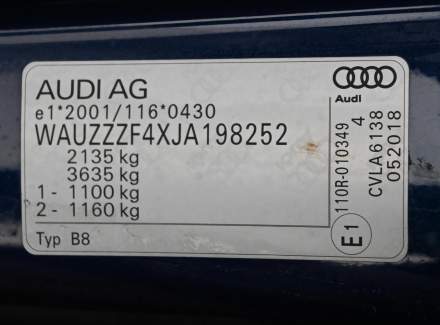 AUDI AG
e1*2001/116*0430
WAUZZZF4XJA198252
2135 kg
3635 kg
1 - 1100 kg
2 - 1160 kg
Typ B8
Audi
110R-010349
4
CVLA6138
052018
E1